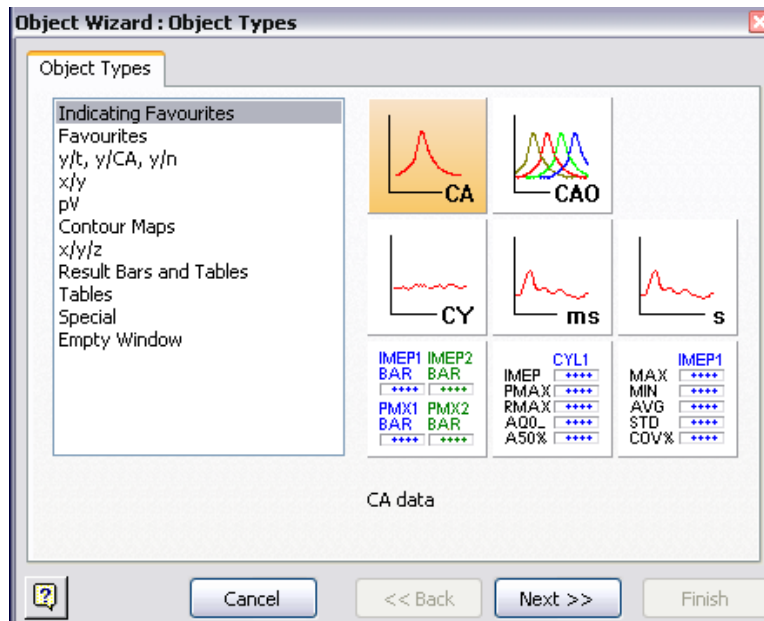 Object Wizard : Object Types
Object Types
Indicating Favourites
Favourites
y/t, y/CA, y/n
x/y
pV
Contour Maps
x/y/z
Result Bars and Tables
Tables
Special
Empty Window
CA
CAO
CY
ms
s
IMEP1 IMEP2
BAR BAR
++++ ++++
PMX1 PMX2
BAR BAR
++++ ++++
CYL1
IMEP ++++
PMAX ++++
RMAX ++++
AQ0_ ++++
A50% ++++
IMEP1
MAX ++++
MIN ++++
AVG ++++
STD ++++
COV% ++++
CA data
?
Cancel
<< Back
Next >>
Finish